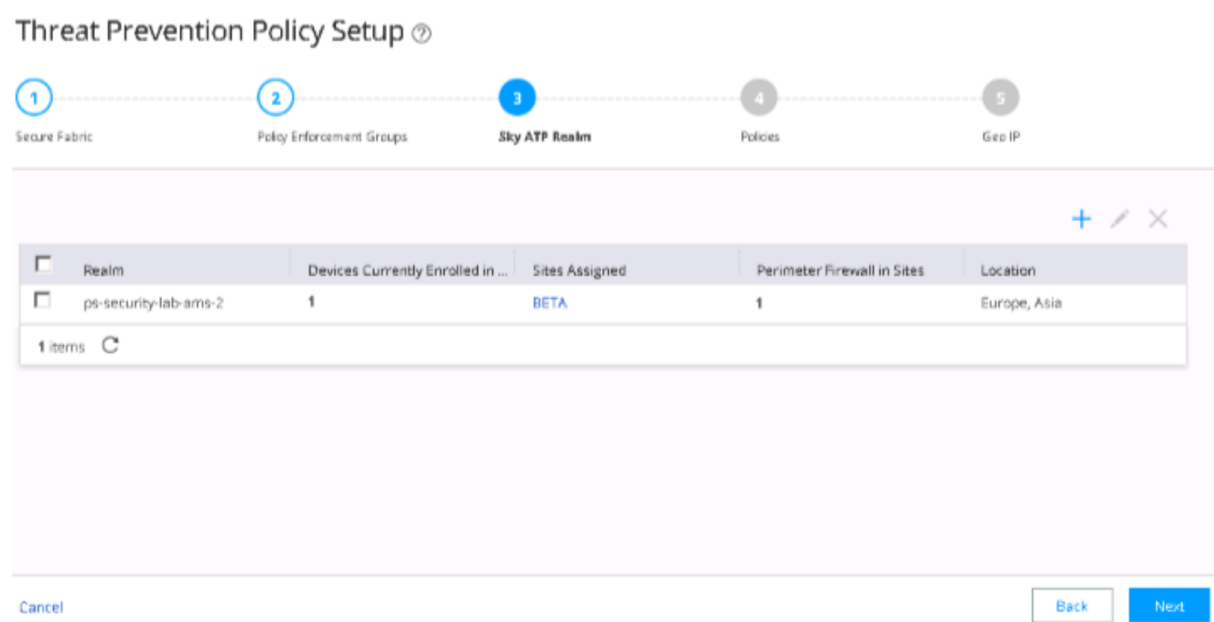 Threat Prevention Policy Setup ?
1 2 3 4 5
Secure Fabric Policy Enforcement Groups Sky ATP Realm Policies Geo IP
Realm Devices Currently Enrolled in ... Sites Assigned Perimeter Firewall in Sites Location
ps-security-lab-ams-2 1 BETA 1 Europe, Asia
1 items
Cancel Back Next